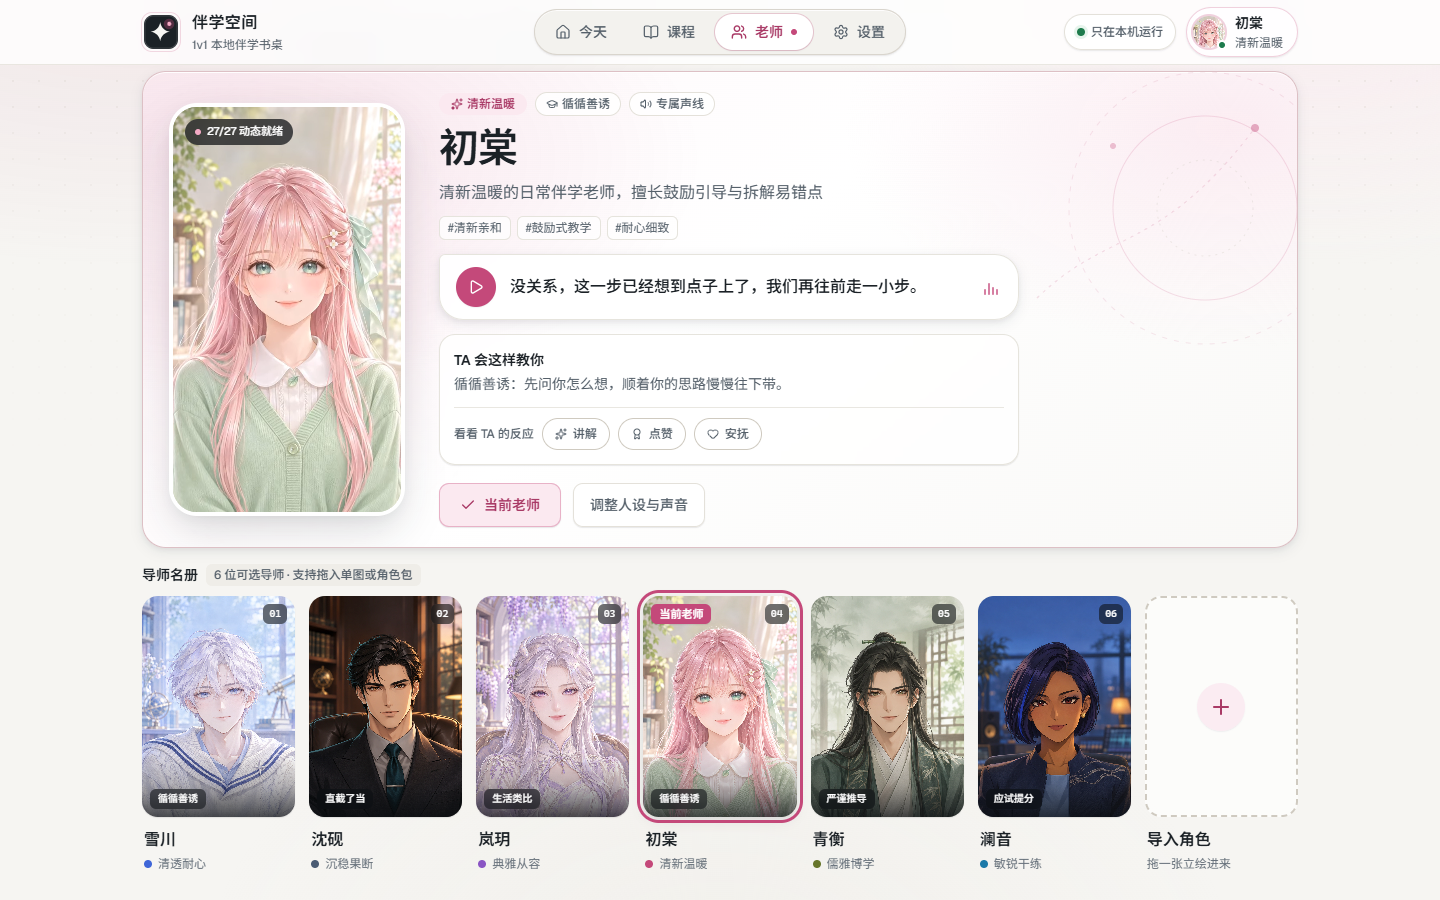 伴学空间
1v1 本地伴学书桌
今天
课程
老师
设置
只在本机运行
初棠
清新温暖
27/27 动态就绪
清新温暖
循循善诱
专属声线
初棠
清新温暖的日常伴学老师，擅长鼓励引导与拆解易错点
#清新亲和
#鼓励式教学
#耐心细致
没关系，这一步已经想到点子上了，我们再往前走一小步。
TA 会这样教你
循循善诱：先问你怎么想，顺着你的思路慢慢往下带。
看看 TA 的反应
讲解
点赞
安抚
当前老师
调整人设与声音
导师名册
6 位可选导师 · 支持拖入单图或角色包
01
循循善诱
雪川
清透耐心
02
直截了当
沈砚
沉稳果断
03
生活类比
岚玥
典雅从容
当前老师
04
循循善诱
初棠
清新温暖
05
严谨推导
青衡
儒雅博学
06
应试提分
澜音
敏锐干练
导入角色
拖一张立绘进来